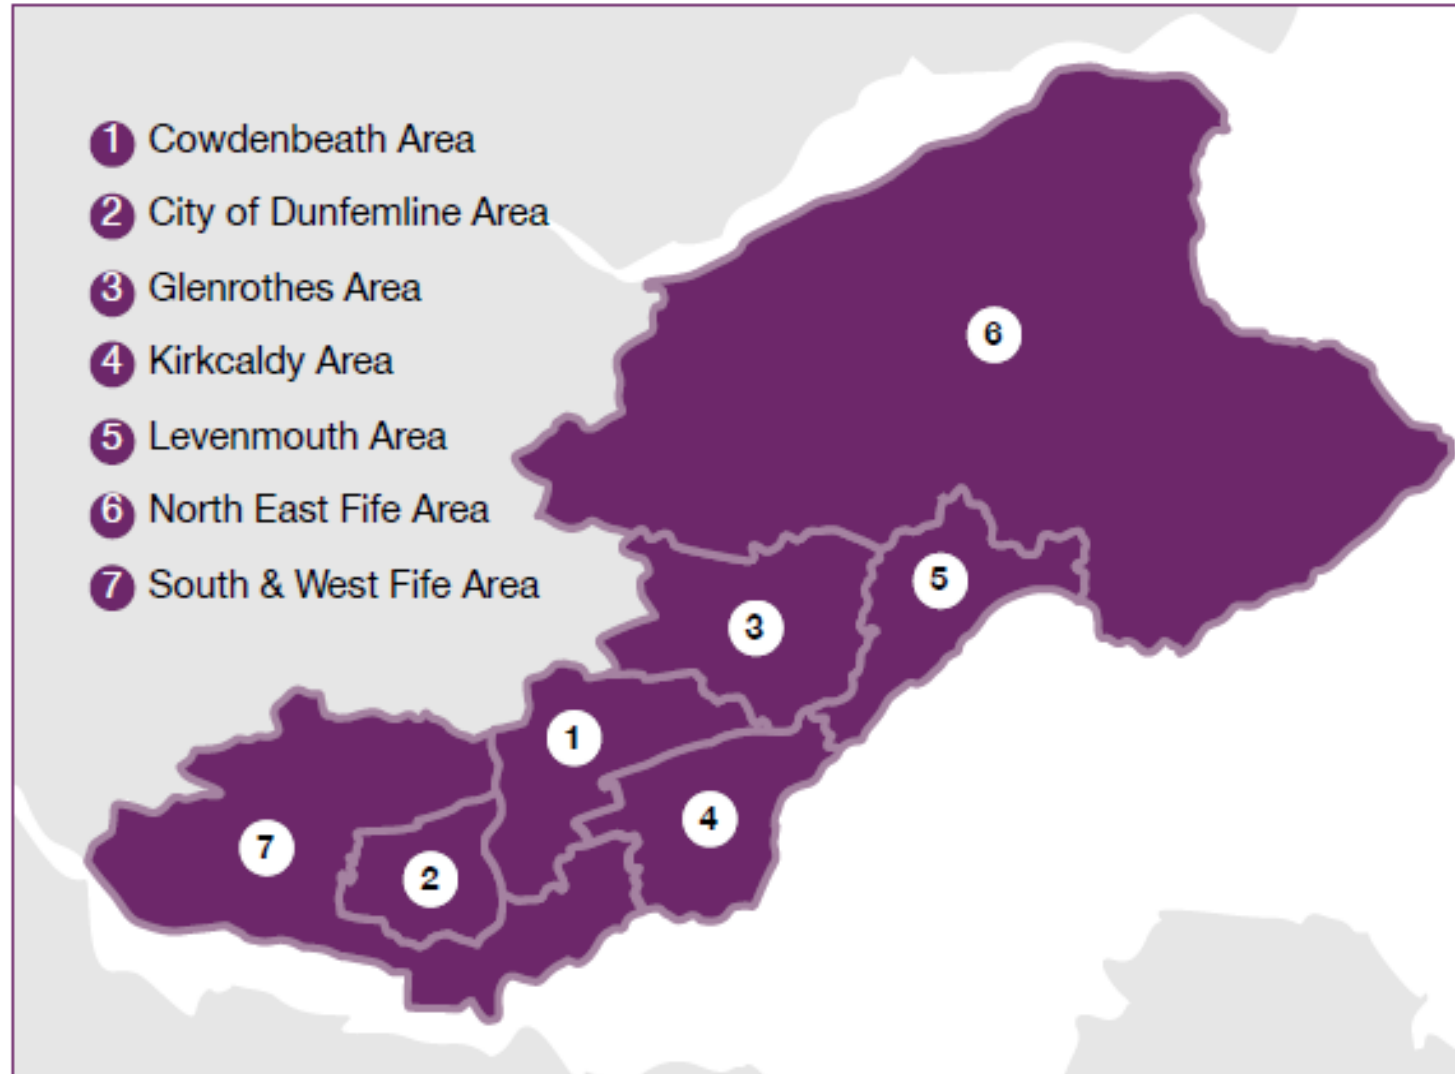 1 Cowdenbeath Area
2 City of Dunfemline Area
3 Glenrothes Area
4 Kirkcaldy Area
5 Levenmouth Area
6 North East Fife Area
7 South & West Fife Area
6
5
3
1
4
7
2